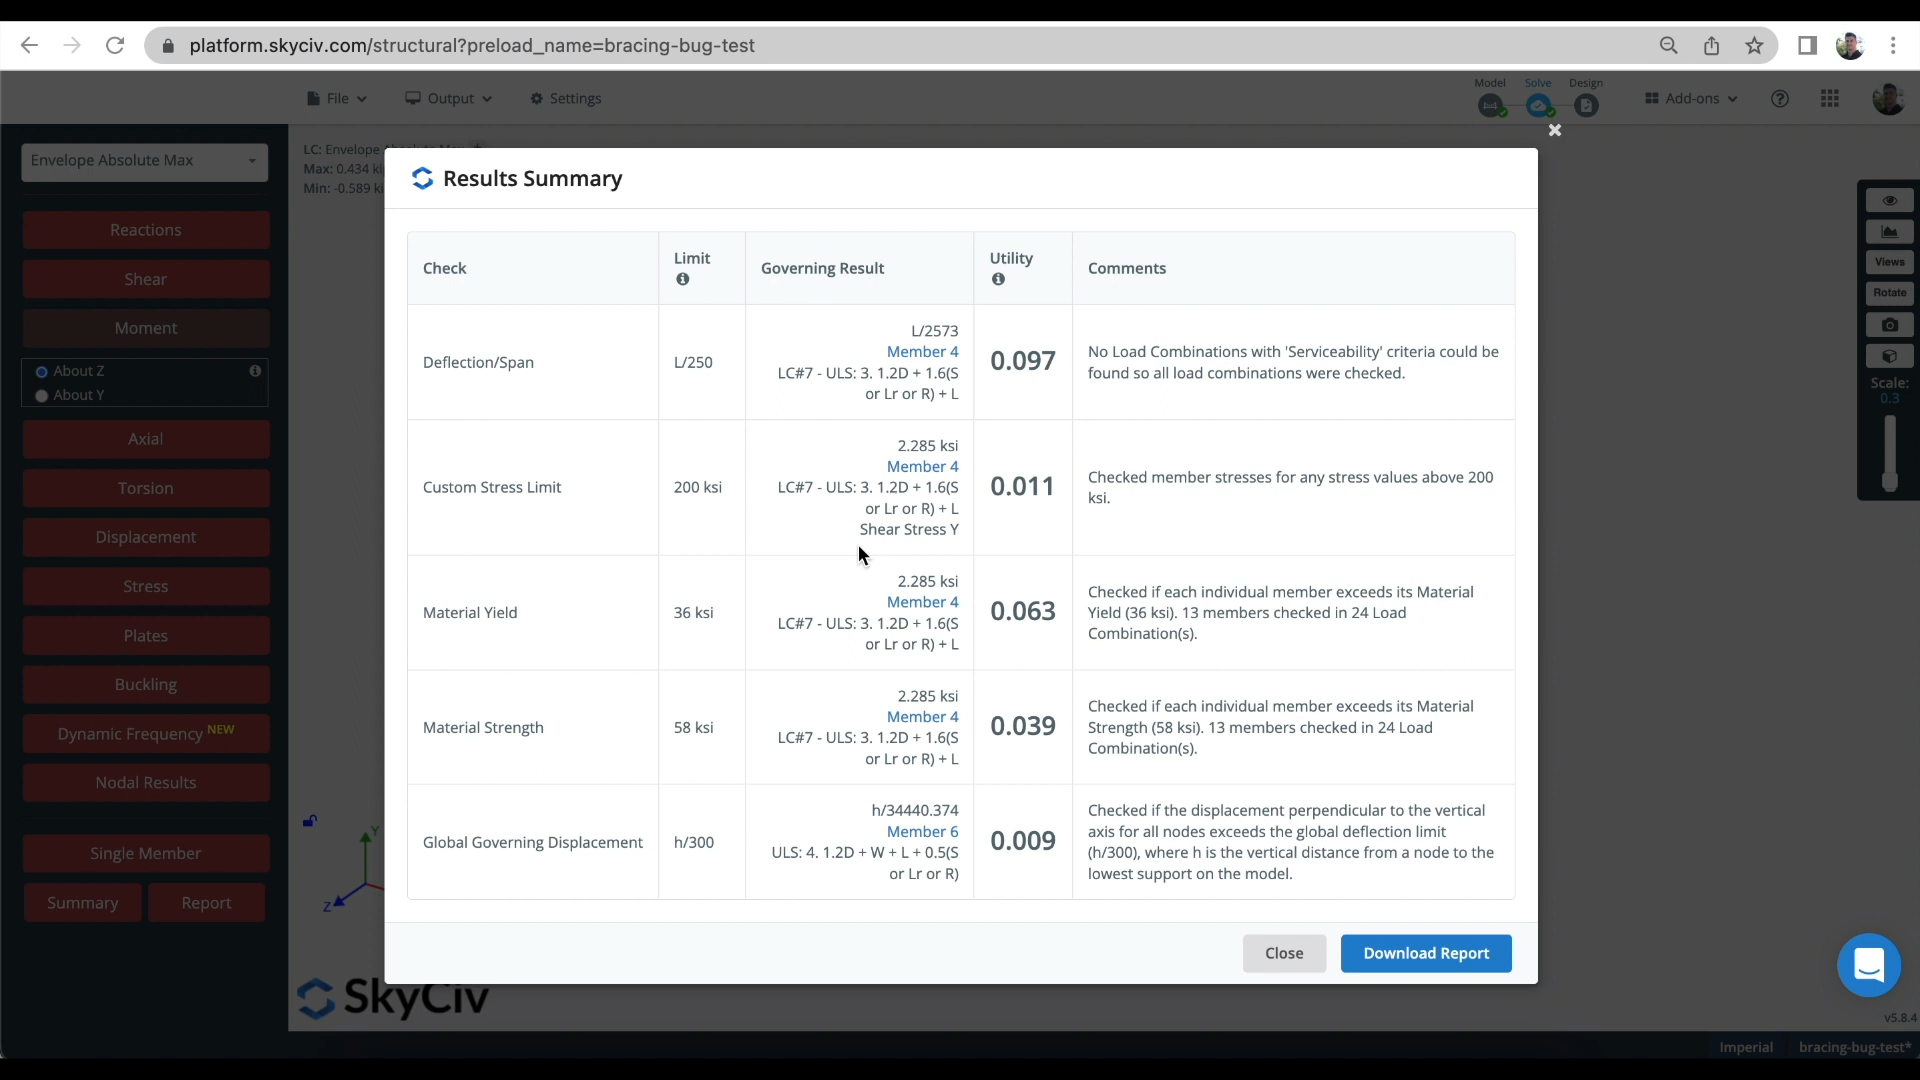 platform.skyciv.com/structural?preload_name=bracing-bug-test
File
Output
Settings
Model
Solve
Design
Add-ons
Envelope Absolute Max
LC: Envelope
Max: 0.434
Min: -0.589
Reactions
Shear
Moment
About Z
About Y
Axial
Torsion
Displacement
Stress
Plates
Buckling
Dynamic Frequency NEW
Nodal Results
Single Member
Summary
Report
Results Summary
Check
Limit
Governing Result
Utility
Comments
Deflection/Span
L/250
L/2573
Member 4
LC#7 - ULS: 3. 1.2D + 1.6(S
or Lr or R) + L
0.097
No Load Combinations with 'Serviceability' criteria could be
found so all load combinations were checked.
Custom Stress Limit
200 ksi
2.285 ksi
Member 4
LC#7 - ULS: 3. 1.2D + 1.6(S
or Lr or R) + L
Shear Stress Y
0.011
Checked member stresses for any stress values above 200
ksi.
Material Yield
36 ksi
2.285 ksi
Member 4
LC#7 - ULS: 3. 1.2D + 1.6(S
or Lr or R) + L
0.063
Checked if each individual member exceeds its Material
Yield (36 ksi). 13 members checked in 24 Load
Combination(s).
Material Strength
58 ksi
2.285 ksi
Member 4
LC#7 - ULS: 3. 1.2D + 1.6(S
or Lr or R) + L
0.039
Checked if each individual member exceeds its Material
Strength (58 ksi). 13 members checked in 24 Load
Combination(s).
Global Governing Displacement
h/300
h/34440.374
Member 6
ULS: 4. 1.2D + W + L + 0.5(S
or Lr or R)
0.009
Checked if the displacement perpendicular to the vertical
axis for all nodes exceeds the global deflection limit
(h/300), where h is the vertical distance from a node to the
lowest support on the model.
Close
Download Report
Views
Rotate
Scale:
0.3
Y
Z
SkyCiv
v5.8.4
Imperial
bracing-bug-test*